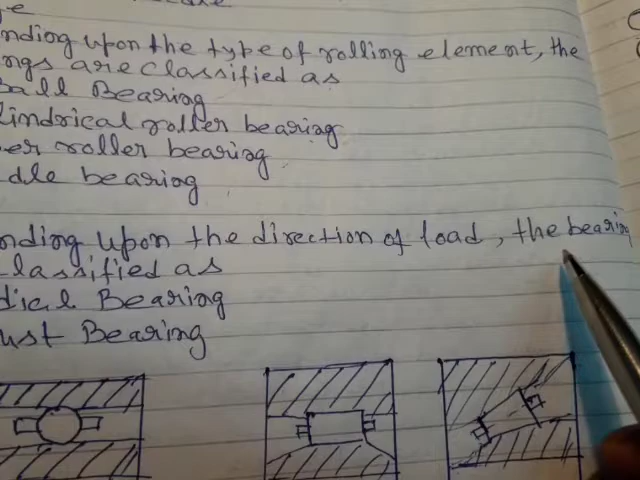 nding upon the type of rolling element, the
ngs are classified as
Ball Bearing
lindrical roller bearing
er roller bearing
dle bearing
nding upon the direction of load, the bearing
classified as
dial Bearing
ust Bearing